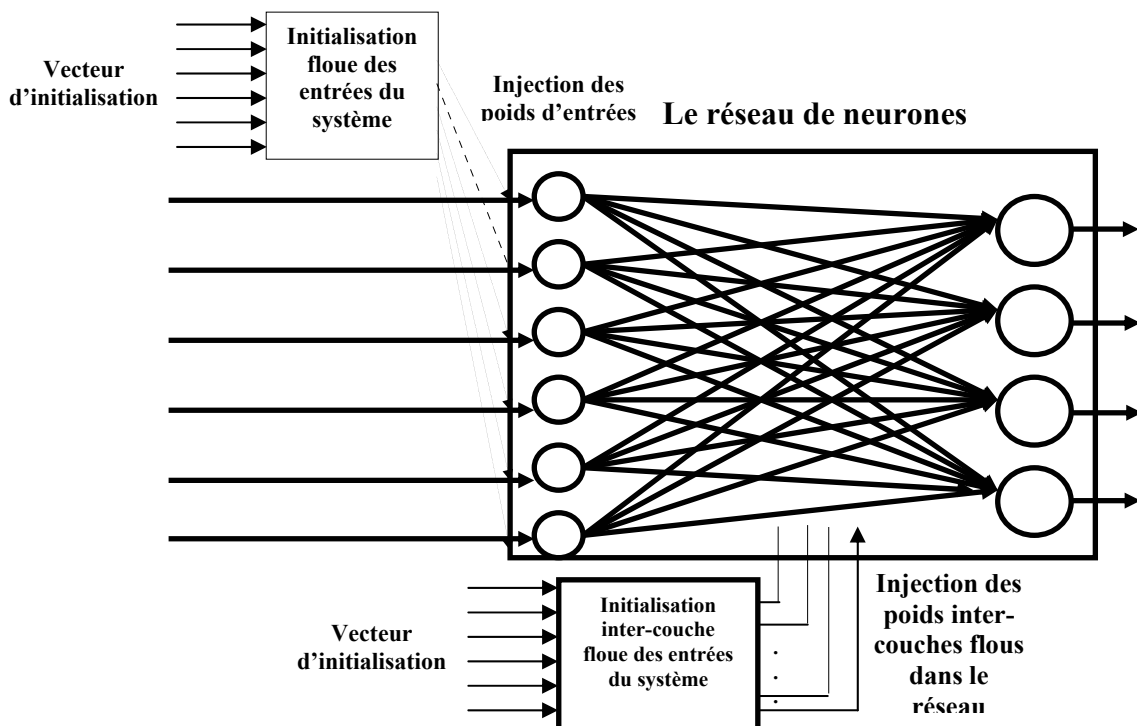 Vecteur
d'initialisation
Initialisation
floue des
entrées du
système
Injection des
poids d'entrées
Le réseau de neurones
Vecteur
d'initialisation
Initialisation
inter-couche
floue des entrées
du système
Injection des
poids inter-
couches flous
dans le
réseau